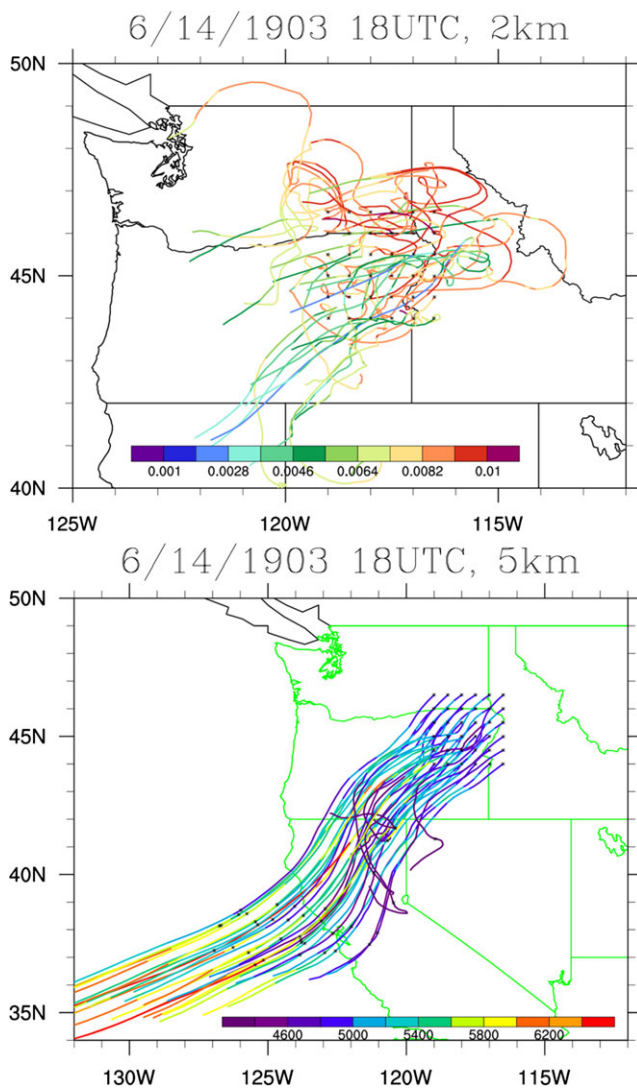 6/14/1903 18UTC, 2km
50N
45N
40N
0.001 0.0028 0.0046 0.0064 0.0082 0.01
125W 120W 115W
6/14/1903 18UTC, 5km
50N
45N
40N
35N
4600 5000 5400 5800 6200
130W 125W 120W 115W